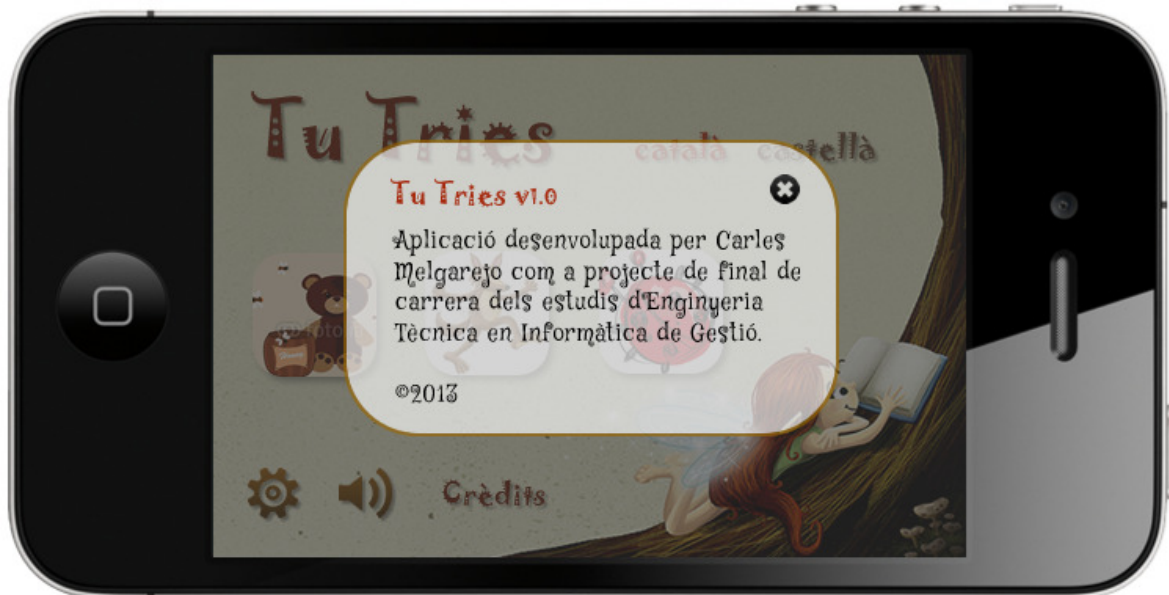 Tu Tries
català castellà
Tu Tries v1.0
Aplicació desenvolupada per Carles
Melgarejo com a projecte de final de
carrera dels estudis d'Enginyeria
Tècnica en Informàtica de Gestió.
©2013
Crèdits